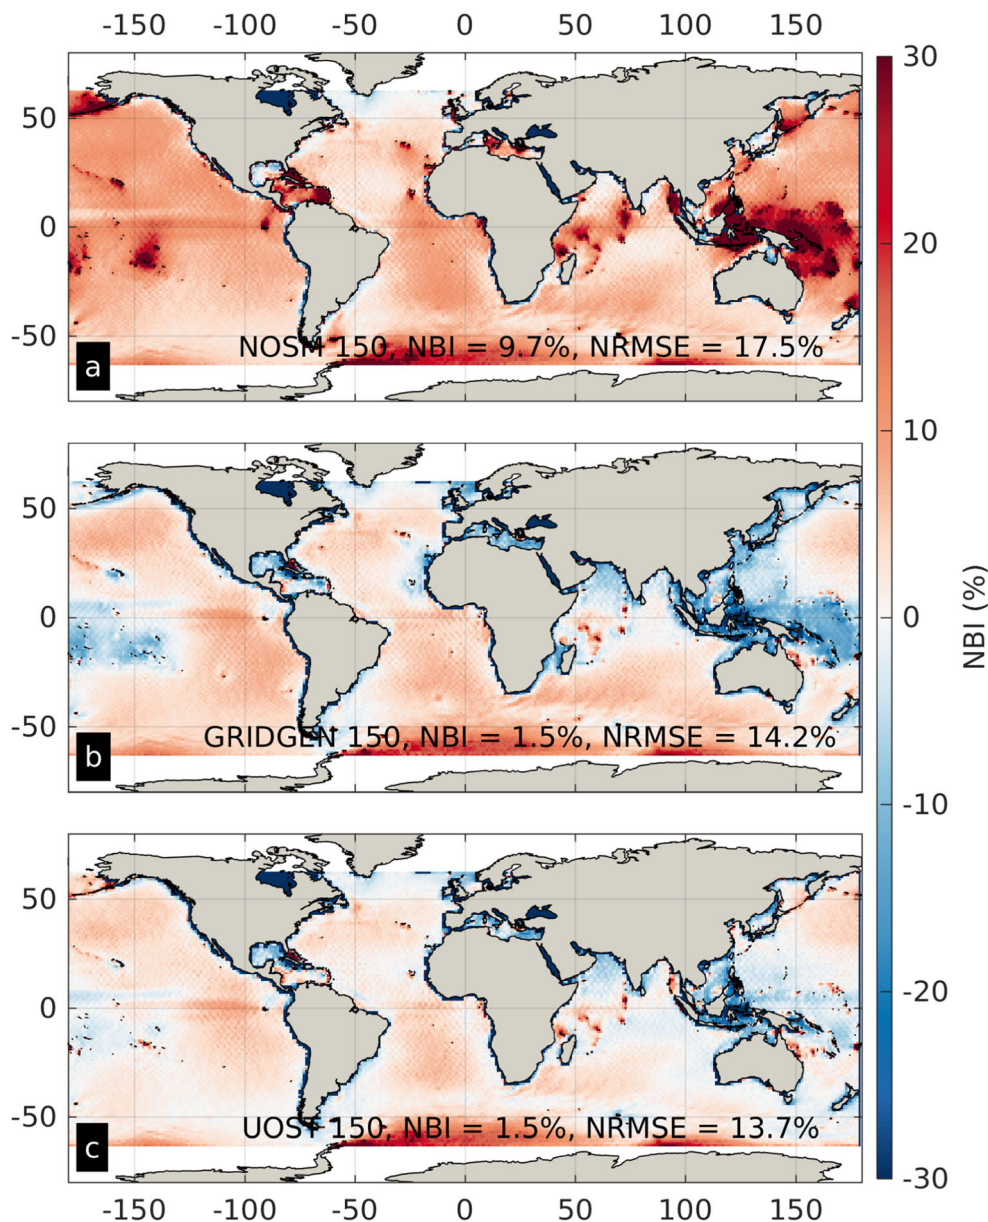 -150 -100 -50 0 50 100 150
50
0
-50
a
NOSM 150, NBI = 9.7%, NRMSE = 17.5%
50
0
-50
b
GRIDGEN 150, NBI = 1.5%, NRMSE = 14.2%
50
0
-50
c
UOST 150, NBI = 1.5%, NRMSE = 13.7%
-150 -100 -50 0 50 100 150
30
20
10
0
-10
-20
-30
NBI (%)